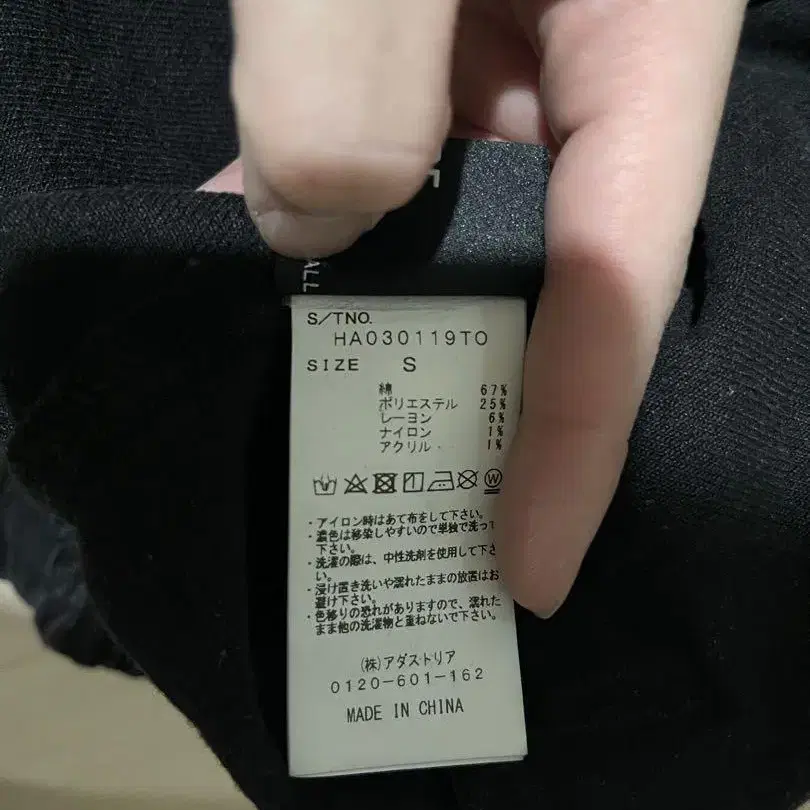 ALL
S/TNO.
HA030119TO
SIZE S
綿 67%
ポリエステル 25%
レーヨン 6%
ナイロン 1%
アクリル 1%
W
・アイロン時はあて布をして下さい。
・濃色は移染しやすいので単独で洗って
下さい。
・洗濯の際は、中性洗剤を使用して下さ
い。
・浸け置き洗いや濡れたままの放置はお
避け下さい。
・色移りの恐れがありますので、濡れた
まま他の洗濯物と重ねないで下さい。
(株)アダストリア
0120-601-162
MADE IN CHINA